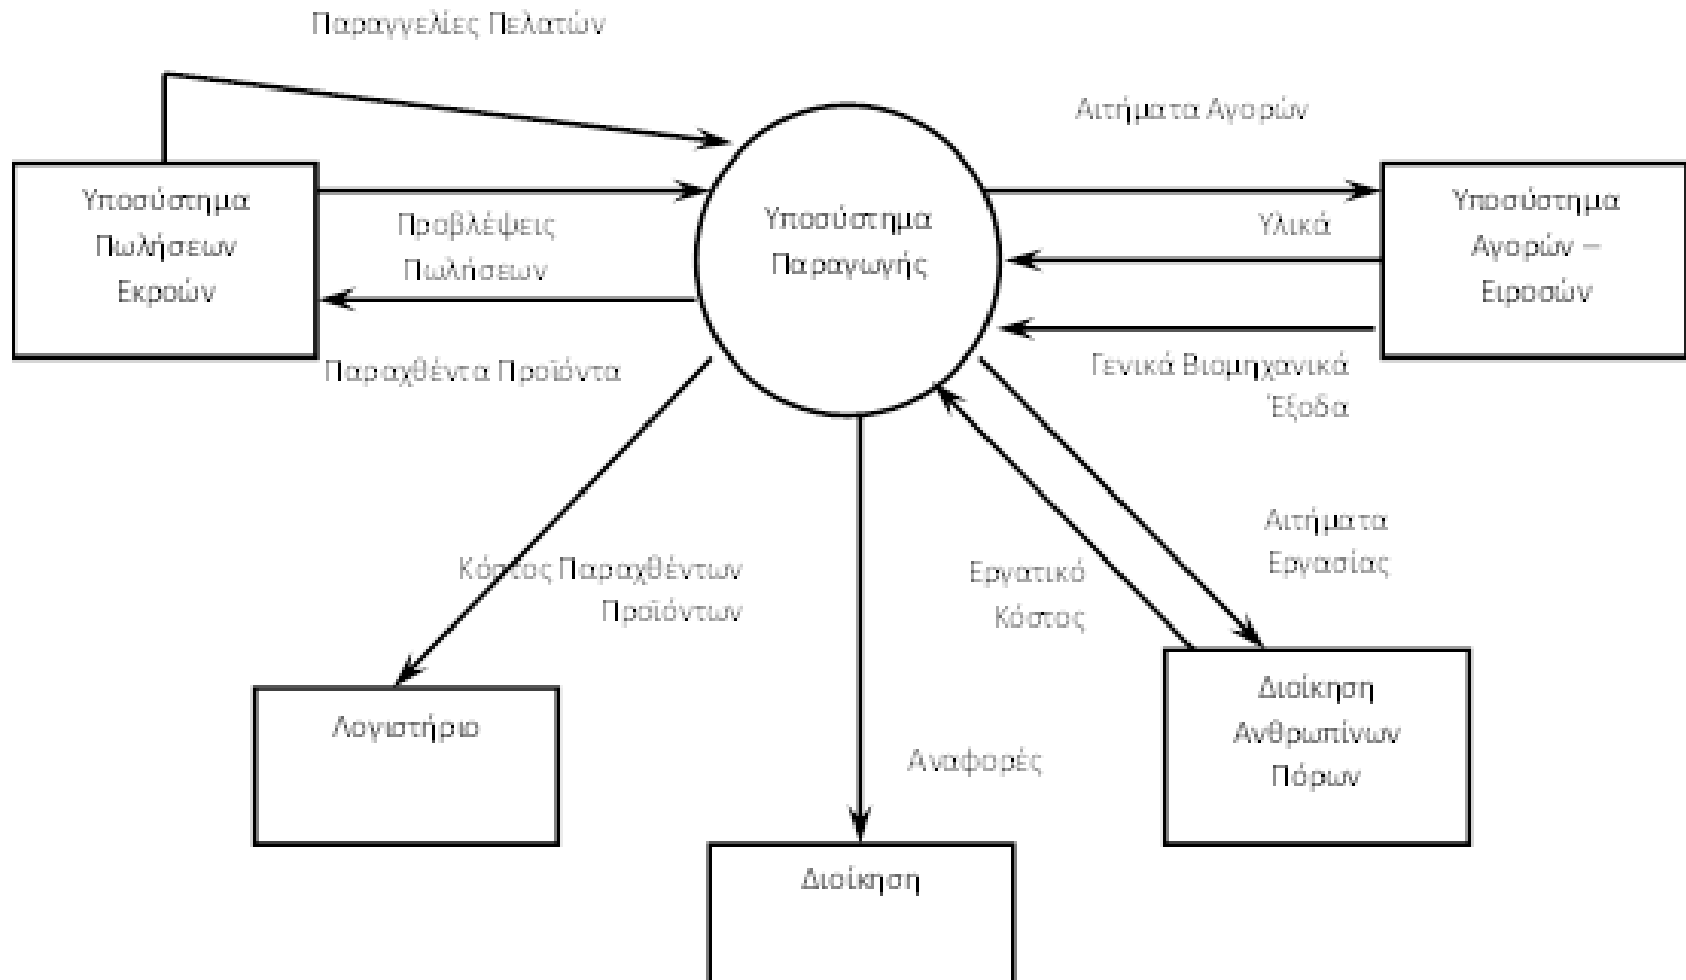 Παραγγελίες Πελατών
Αιτήματα Αγορών
Υποσύστημα
Πωλήσεων
Εκροών
Προβλέψεις
Πωλήσεων
Παραχθέντα Προϊόντα
Υποσύστημα
Παραγωγής
Υλικά
Υποσύστημα
Αγορών –
Εισροών
Γενικά Βιομηχανικά
Έξοδα
Κόστος Παραχθέντων
Προϊόντων
Εργατικό
Κόστος
Αιτήματα
Εργασίας
Λογιστήριο
Αναφορές
Διοίκηση
Ανθρωπίνων
Πόρων
Διοίκηση